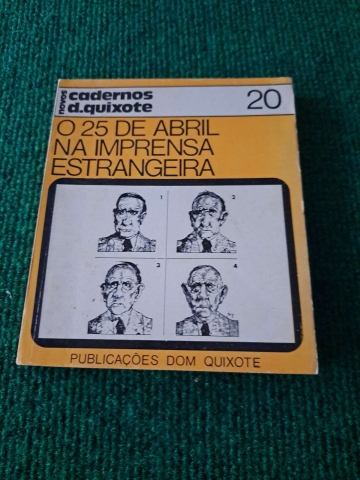 novos
cadernos
d.quixote
20
O 25 DE ABRIL
NA IMPRENSA
ESTRANGEIRA
1
2
3
4
PUBLICAÇÕES DOM QUIXOTE